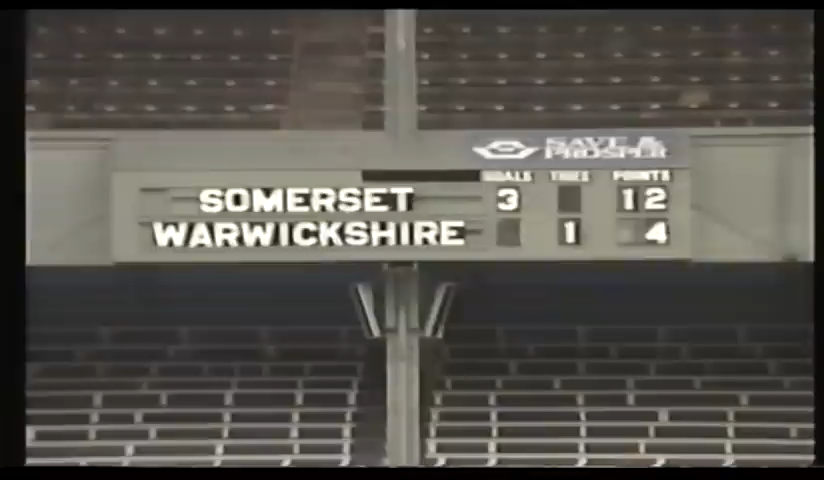 SAVE &
PROSPER
GOALS TRIES POINTS
SOMERSET 3 12
WARWICKSHIRE 1 4